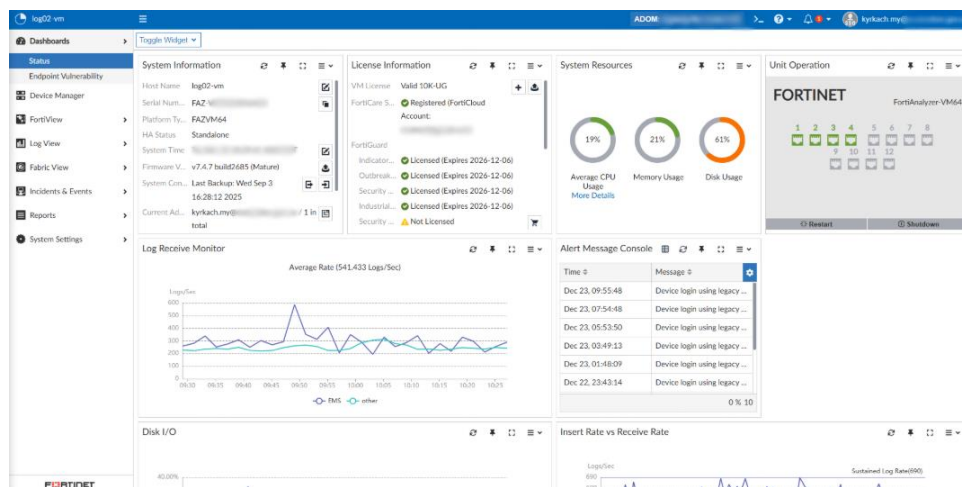 log02-vm
ADOM
kyrkach.my@
Dashboards
Toggle Widget
Status
Endpoint Vulnerability
Device Manager
FortiView
Log View
Fabric View
Incidents & Events
Reports
System Settings
System Information
Host Name log02-vm
Serial Num... FAZ-V
Platform Ty... FAZVM64
HA Status Standalone
System Time
Firmware V... v7.4.7 build2685 (Mature)
System Con... Last Backup: Wed Sep 3
16:28:12 2025
Current Ad... kyrkach.my@ / 1 in
total
License Information
VM License Valid 10K-UG
FortiCare S... Registered (FortiCloud
Account:
FortiGuard
Indicator... Licensed (Expires 2026-12-06)
Outbreak... Licensed (Expires 2026-12-06)
Security ... Licensed (Expires 2026-12-06)
Industrial... Licensed (Expires 2026-12-06)
Security ... Not Licensed
System Resources
19% 21% 61%
Average CPU Memory Usage Disk Usage
Usage
More Details
Unit Operation
FORTINET
FortiAnalyzer-VM64
1 2 3 4 5 6 7 8
9 10 11 12
Restart Shutdown
Log Receive Monitor
Average Rate (541.433 Logs/Sec)
Logs/Sec
600
500
400
300
200
100
0
09:30 09:35 09:40 09:45 09:50 09:55 10:00 10:05 10:10 10:15 10:20 10:25
EMS other
Alert Message Console
Time Message
Dec 23, 09:55:48 Device login using legacy ...
Dec 23, 07:54:48 Device login using legacy ...
Dec 23, 05:53:50 Device login using legacy ...
Dec 23, 03:49:13 Device login using legacy ...
Dec 23, 01:48:09 Device login using legacy ...
Dec 22, 23:43:14 Device login using legacy ...
0 % 10
Disk I/O
40.00%
Insert Rate vs Receive Rate
Logs/Sec
690
Sustained Log Rate(690)
FORTINET